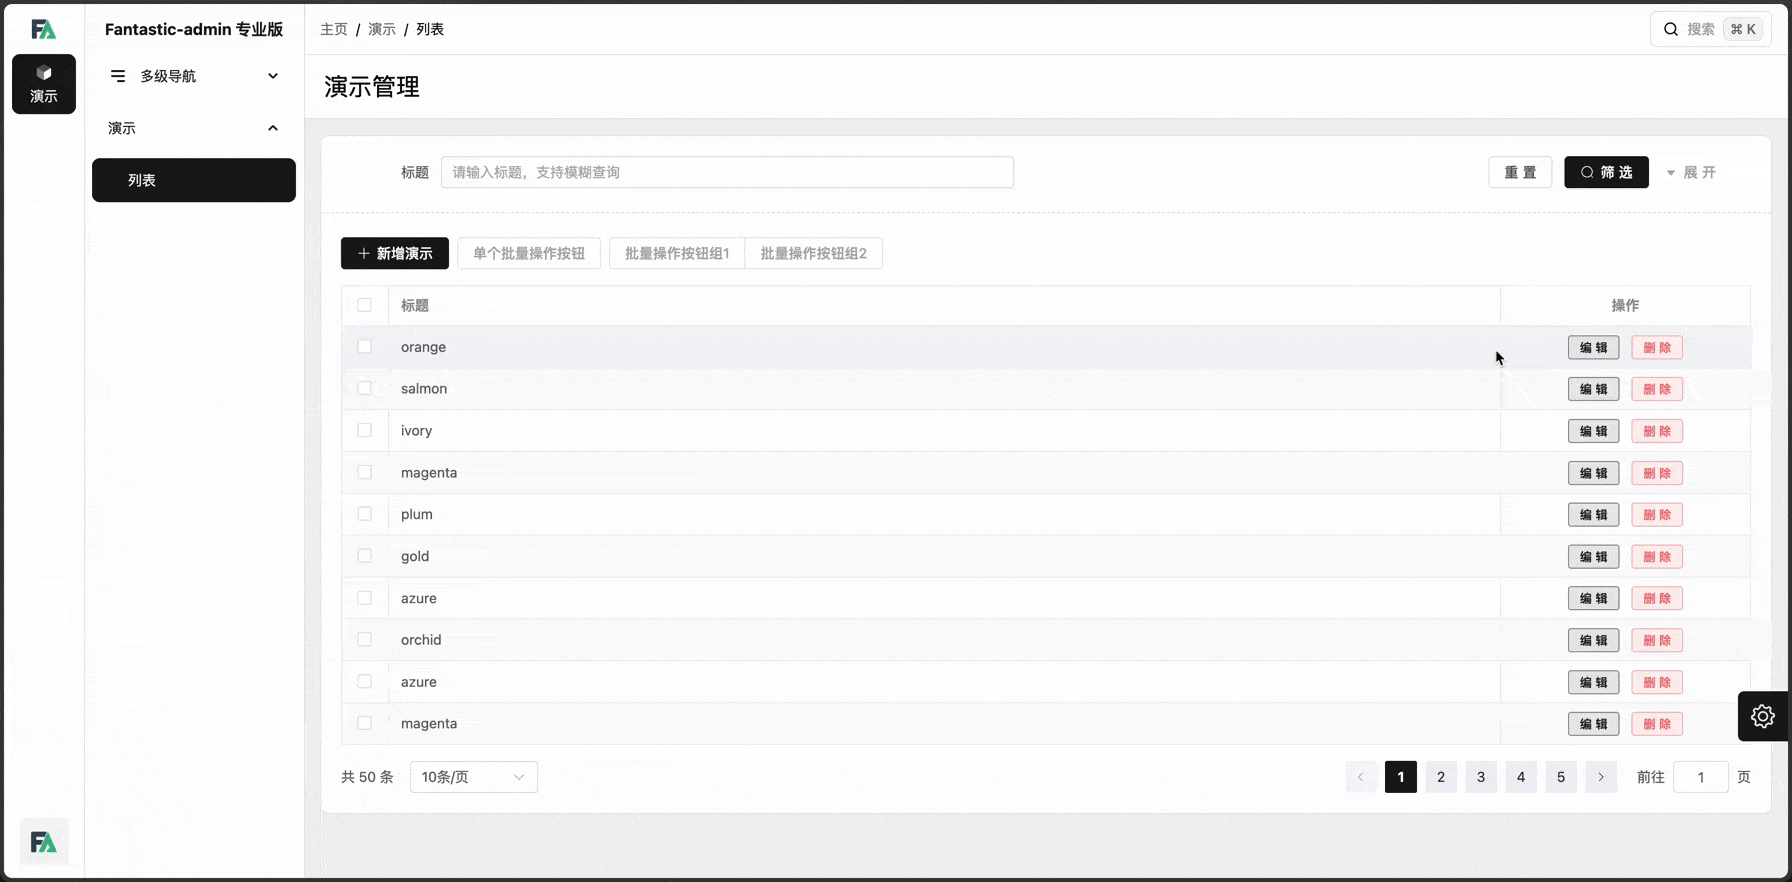 Fantastic-admin 专业版
主页 / 演示 / 列表
搜索 ⌘ K
演示
多级导航
演示
列表
演示管理
标题 请输入标题，支持模糊查询
重 置
筛 选
展 开
新增演示
单个批量操作按钮
批量操作按钮组1
批量操作按钮组2
标题 操作
orange 编 辑 删 除
salmon 编 辑 删 除
ivory 编 辑 删 除
magenta 编 辑 删 除
plum 编 辑 删 除
gold 编 辑 删 除
azure 编 辑 删 除
orchid 编 辑 删 除
azure 编 辑 删 除
magenta 编 辑 删 除
共 50 条 10条/页 1 2 3 4 5 前往 1 页
FA
FA